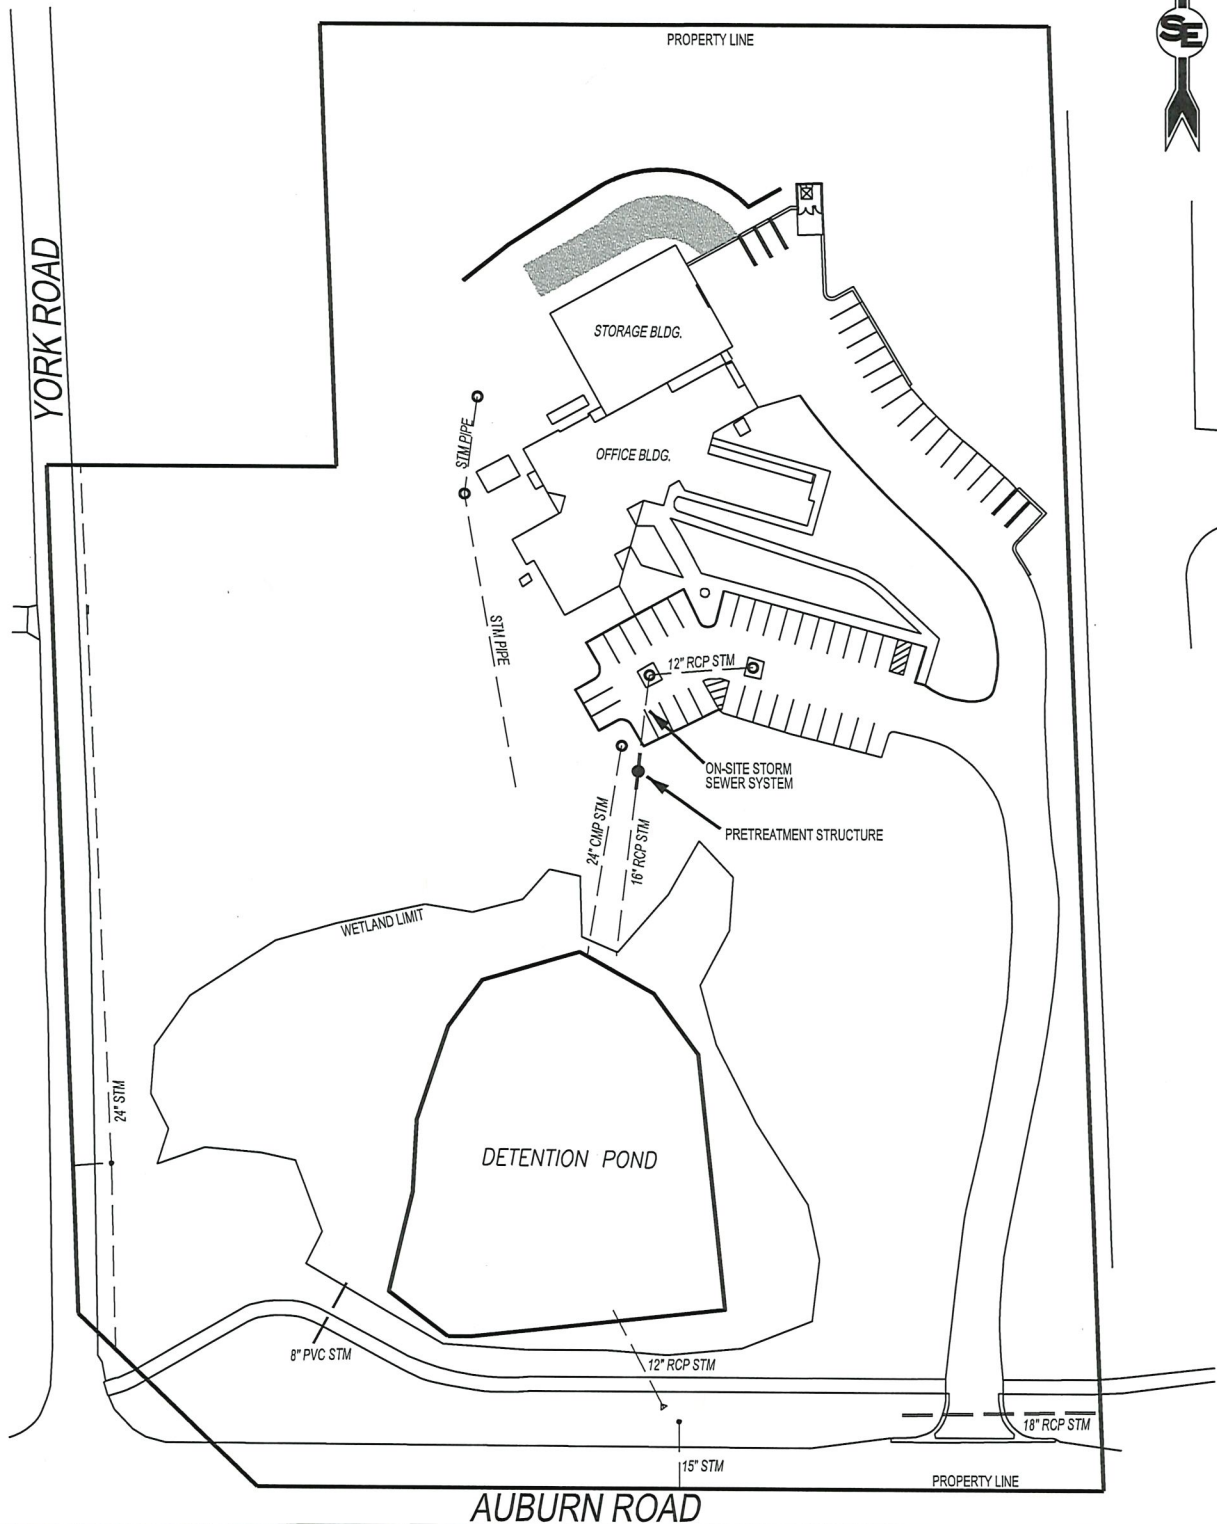 PROPERTY LINE
SE
YORK ROAD
STORAGE BLDG.
STM PIPE
OFFICE BLDG.
STM PIPE
12" RCP STM
ON-SITE STORM
SEWER SYSTEM
PRETREATMENT STRUCTURE
24" CMP STM
16" RCP STM
WETLAND LIMIT
24" STM
DETENTION POND
8" PVC STM
12" RCP STM
18" RCP STM
15" STM
PROPERTY LINE
AUBURN ROAD